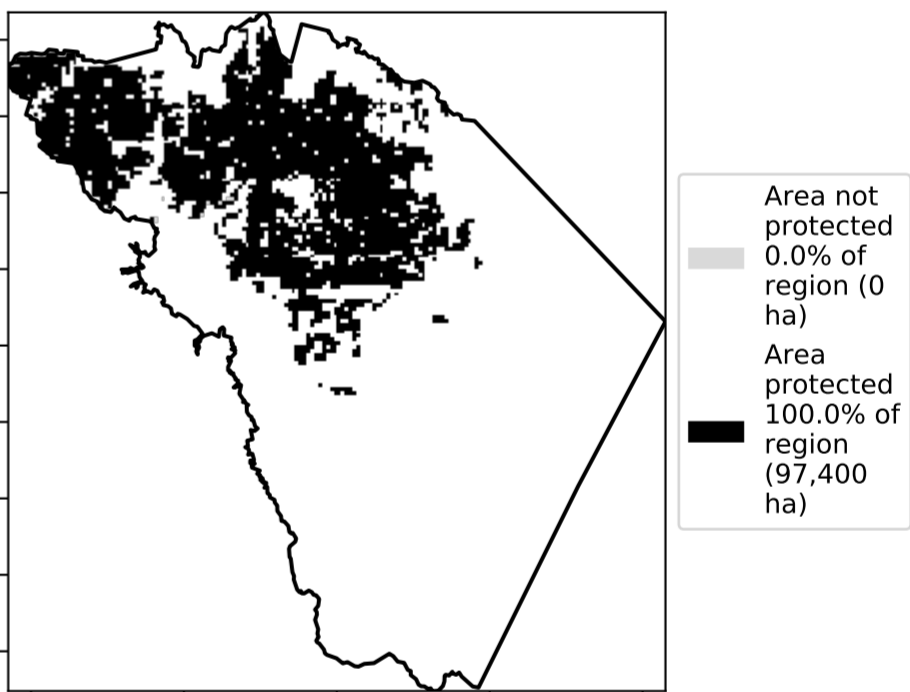 Area not
protected
0.0% of
region (0
ha)
Area
protected
100.0% of
region
(97,400
ha)